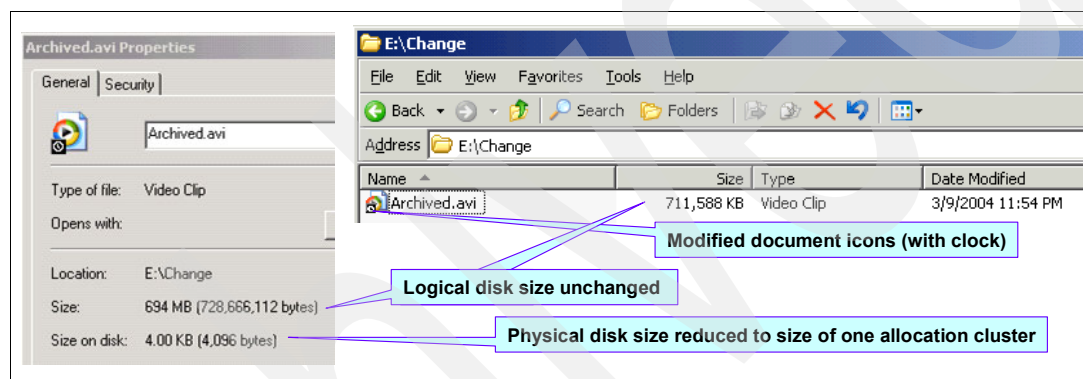 Archived.avi Properties
General
Security
Archived.avi
Type of file: Video Clip
Opens with:
Location: E:\Change
Size: 694 MB (728,666,112 bytes)
Size on disk: 4.00 KB (4,096 bytes)
E:\Change
File Edit View Favorites Tools Help
Back Search Folders
Address E:\Change
Name Size Type Date Modified
Archived.avi 711,588 KB Video Clip 3/9/2004 11:54 PM
Modified document icons (with clock)
Logical disk size unchanged
Physical disk size reduced to size of one allocation cluster